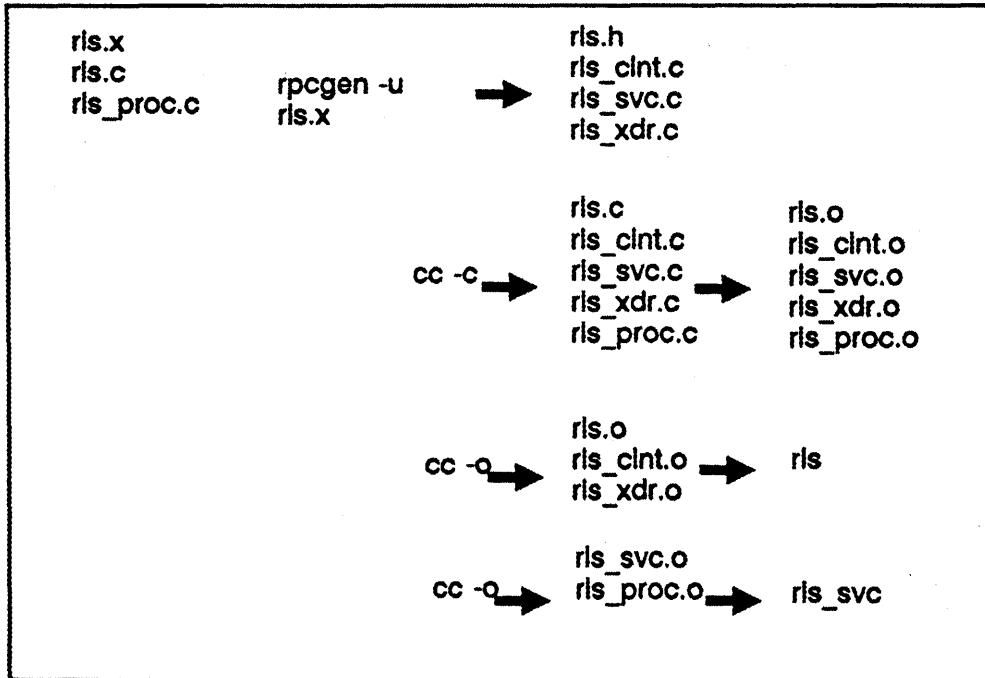 rls.x
rls.c
rls_proc.c
rpcgen -u
rls.x
rls.h
rls_clnt.c
rls_svc.c
rls_xdr.c
cc -c
rls.c
rls_clnt.c
rls_svc.c
rls_xdr.c
rls_proc.c
rls.o
rls_clnt.o
rls_svc.o
rls_xdr.o
rls_proc.o
cc -o
rls.o
rls_clnt.o
rls_xdr.o
rls
cc -o
rls_svc.o
rls_proc.o
rls_svc